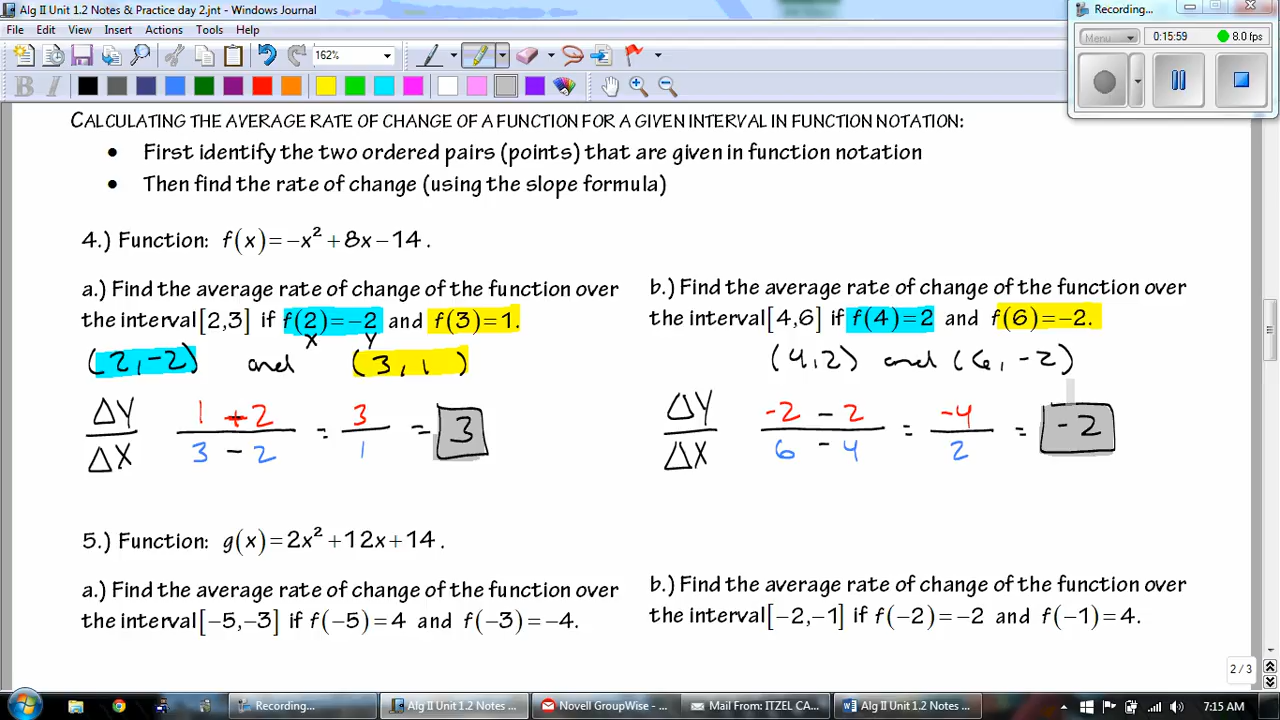 Alg II Unit 1.2 Notes & Practice day 2.jnt - Windows Journal
File Edit View Insert Actions Tools Help
162%
B I
Recording...
Menu 0:15:59 8.0 fps
CALCULATING THE AVERAGE RATE OF CHANGE OF A FUNCTION FOR A GIVEN INTERVAL IN FUNCTION NOTATION:
• First identify the two ordered pairs (points) that are given in function notation
• Then find the rate of change (using the slope formula)
4.) Function: f(x)=−x²+8x−14.
a.) Find the average rate of change of the function over
the interval [2,3] if f(2)=−2 and f(3)=1.
x y
(2,-2) and (3,1)
ΔY/ΔX 1+2/3-2 = 3/1 = 3
b.) Find the average rate of change of the function over
the interval [4,6] if f(4)=2 and f(6)=−2.
(4,2) and (6,-2)
ΔY/ΔX -2-2/6-4 = -4/2 = -2
5.) Function: g(x)=2x²+12x+14.
a.) Find the average rate of change of the function over
the interval [−5,−3] if f(−5)=4 and f(−3)=−4.
b.) Find the average rate of change of the function over
the interval [−2,−1] if f(−2)=−2 and f(−1)=4.
2/3
Recording... Alg II Unit 1.2 Notes ... Novell GroupWise - ... Mail From: ITZEL CA... Alg II Unit 1.2 Notes ... 7:15 AM